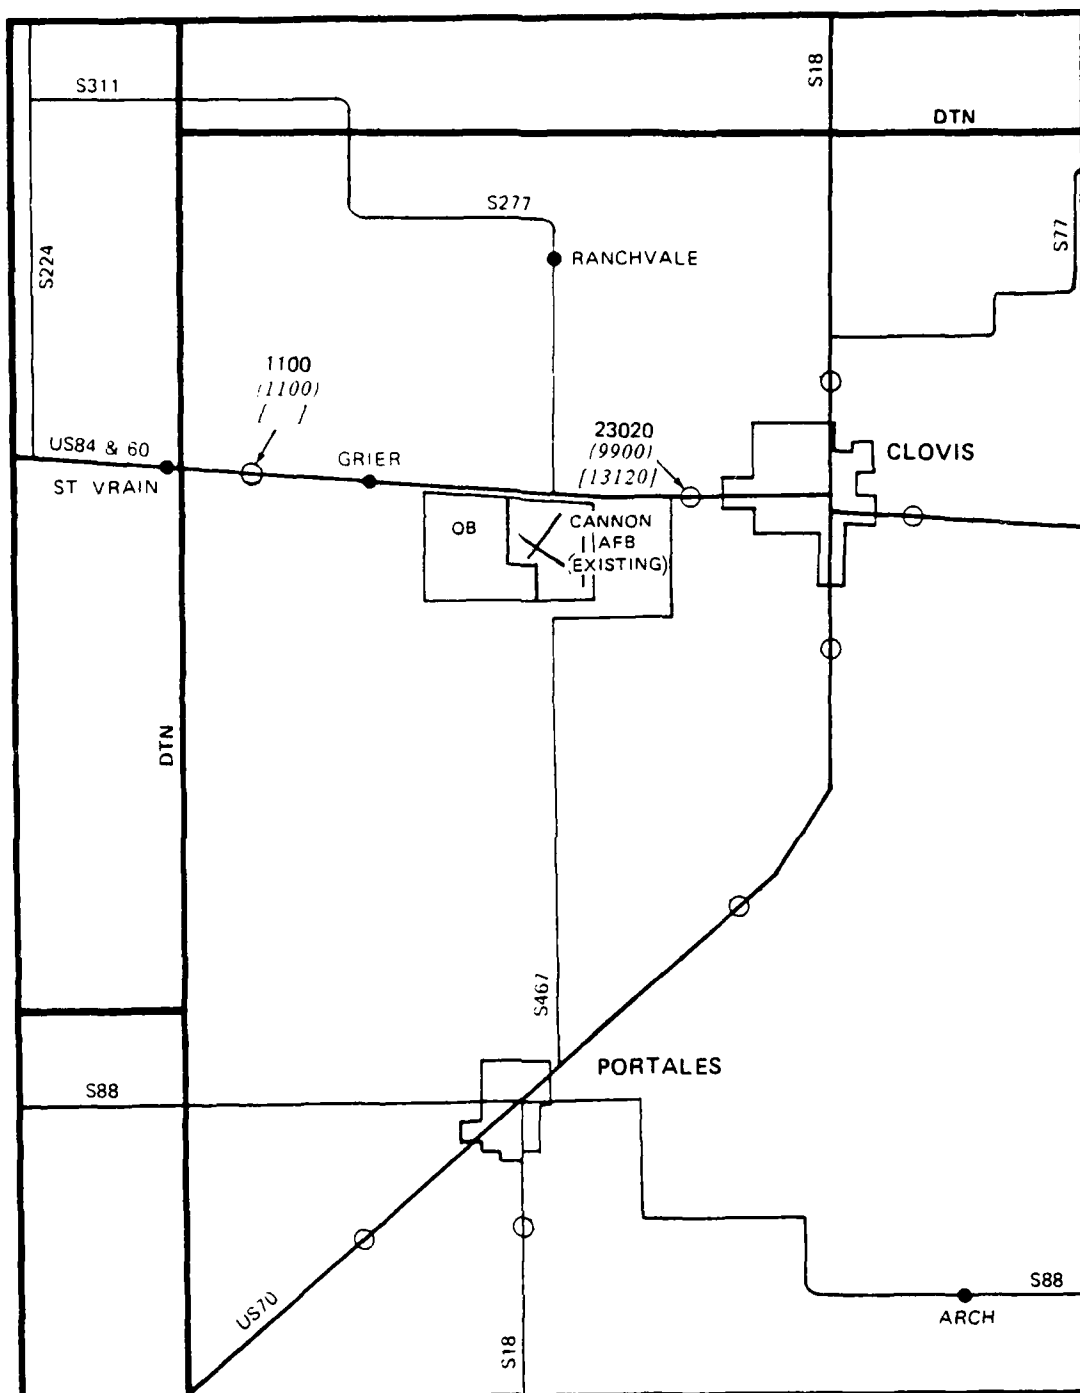 S18
S311
DTN
S277
S77
RANCHVALE
S224
1100
(1100)
[ ]
US84 & 60
23020
(9900)
[13120]
CLOVIS
GRIER
ST VRAIN
OB
CANNON
AFB
(EXISTING)
DTN
S467
PORTALES
S88
S88
US70
ARCH
S18